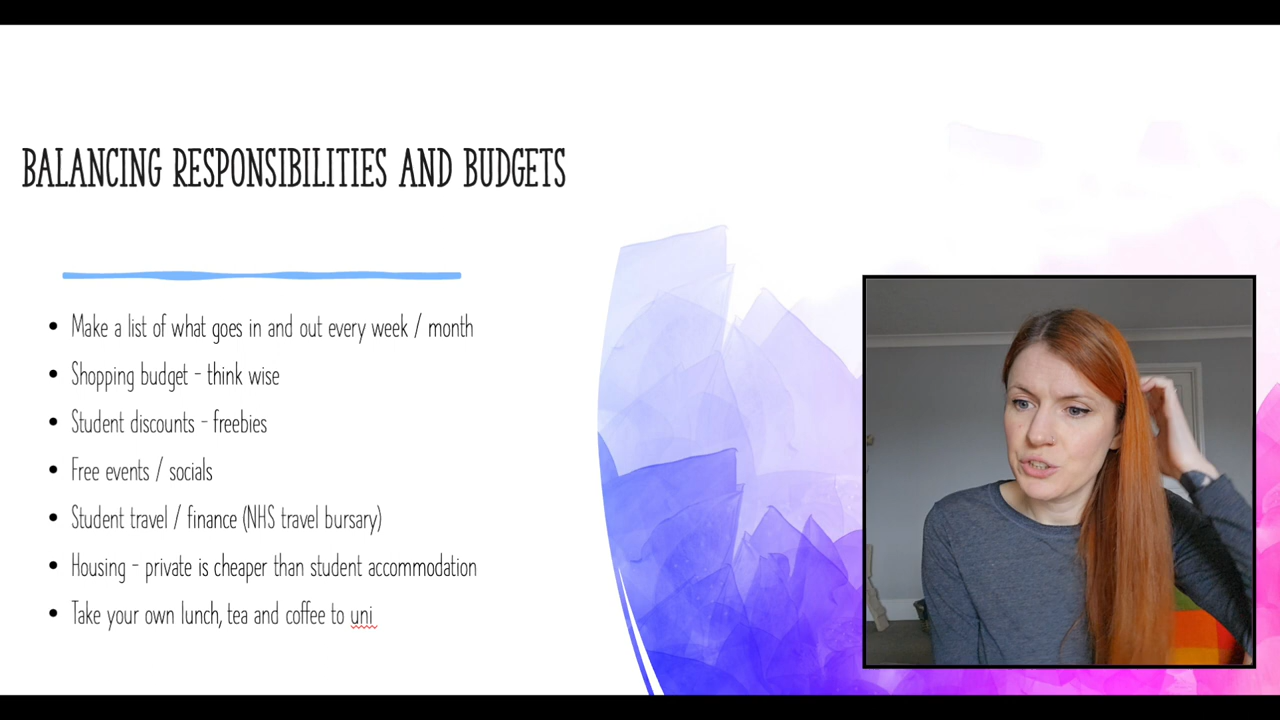 BALANCING RESPONSIBILITIES AND BUDGETS
• Make a list of what goes in and out every week / month
• Shopping budget - think wise
• Student discounts - freebies
• Free events / socials
• Student travel / finance (NHS travel bursary)
• Housing - private is cheaper than student accommodation
• Take your own lunch, tea and coffee to uni